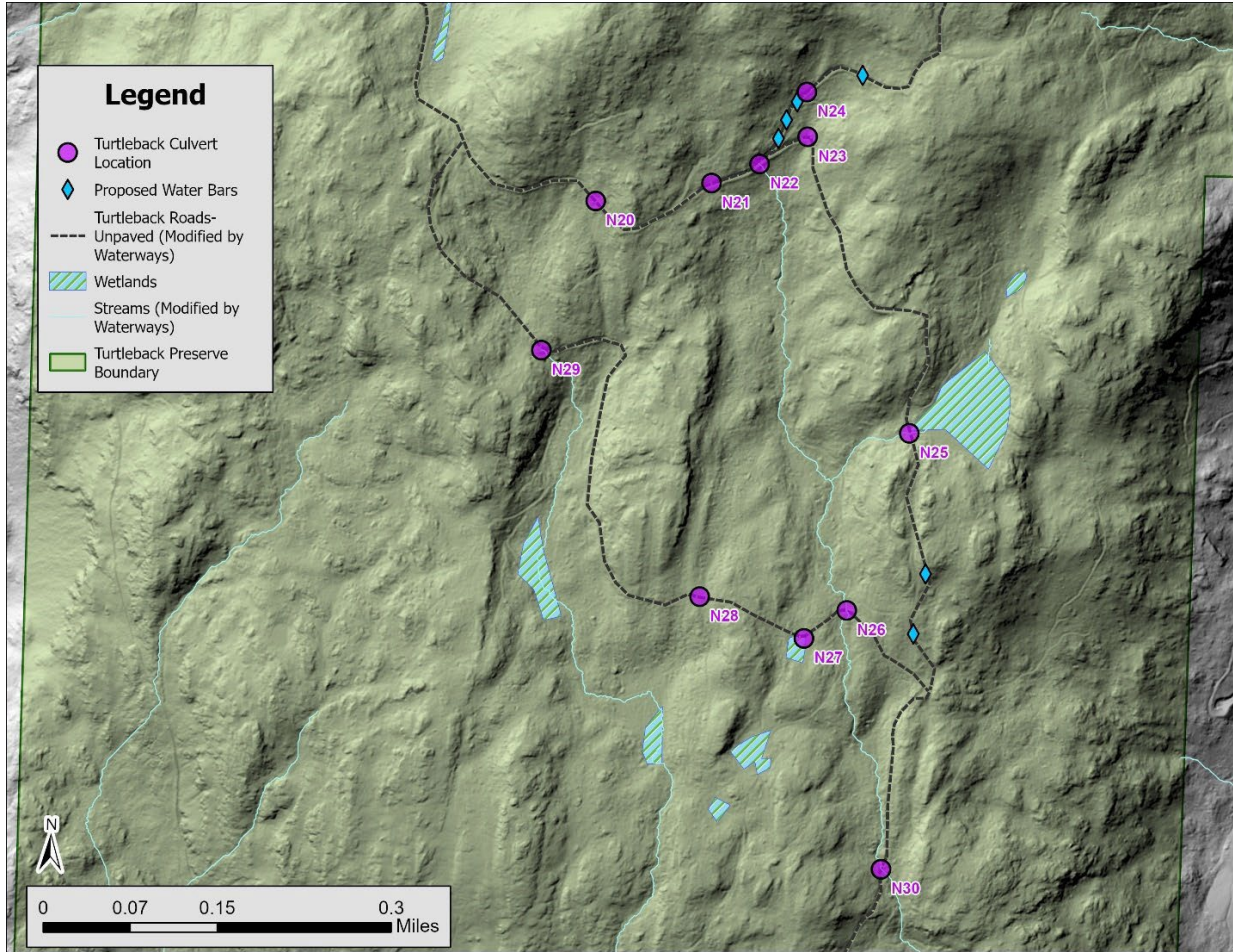 Legend
Turtleback Culvert
Location
Proposed Water Bars
Turtleback Roads-
Unpaved (Modified by
Waterways)
Wetlands
Streams (Modified by
Waterways)
Turtleback Preserve
Boundary
N24
N23
N22
N21
N20
N29
N25
N28
N26
N27
N30
N
0 0.07 0.15 0.3
Miles